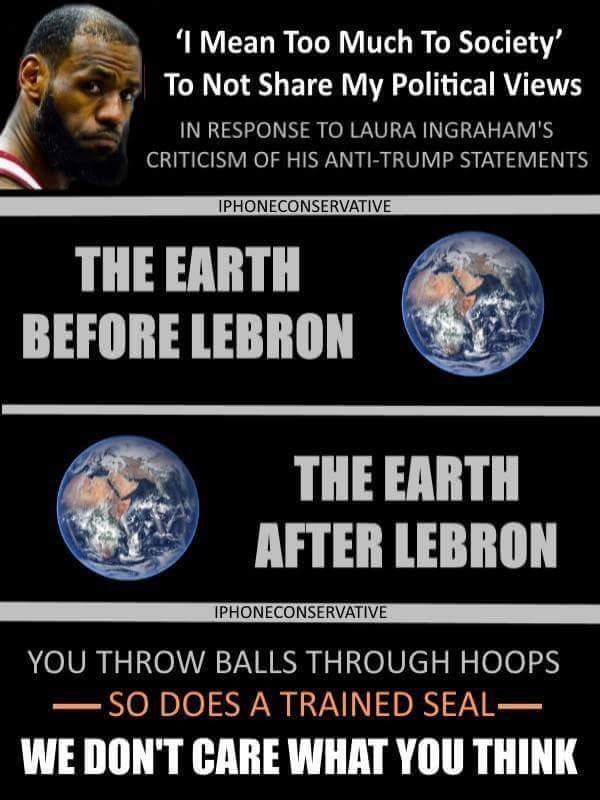 ‘I Mean Too Much To Society’
To Not Share My Political Views
IN RESPONSE TO LAURA INGRAHAM'S
CRITICISM OF HIS ANTI-TRUMP STATEMENTS
IPHONECONSERVATIVE
THE EARTH
BEFORE LEBRON
THE EARTH
AFTER LEBRON
IPHONECONSERVATIVE
YOU THROW BALLS THROUGH HOOPS
— SO DOES A TRAINED SEAL—
WE DON'T CARE WHAT YOU THINK